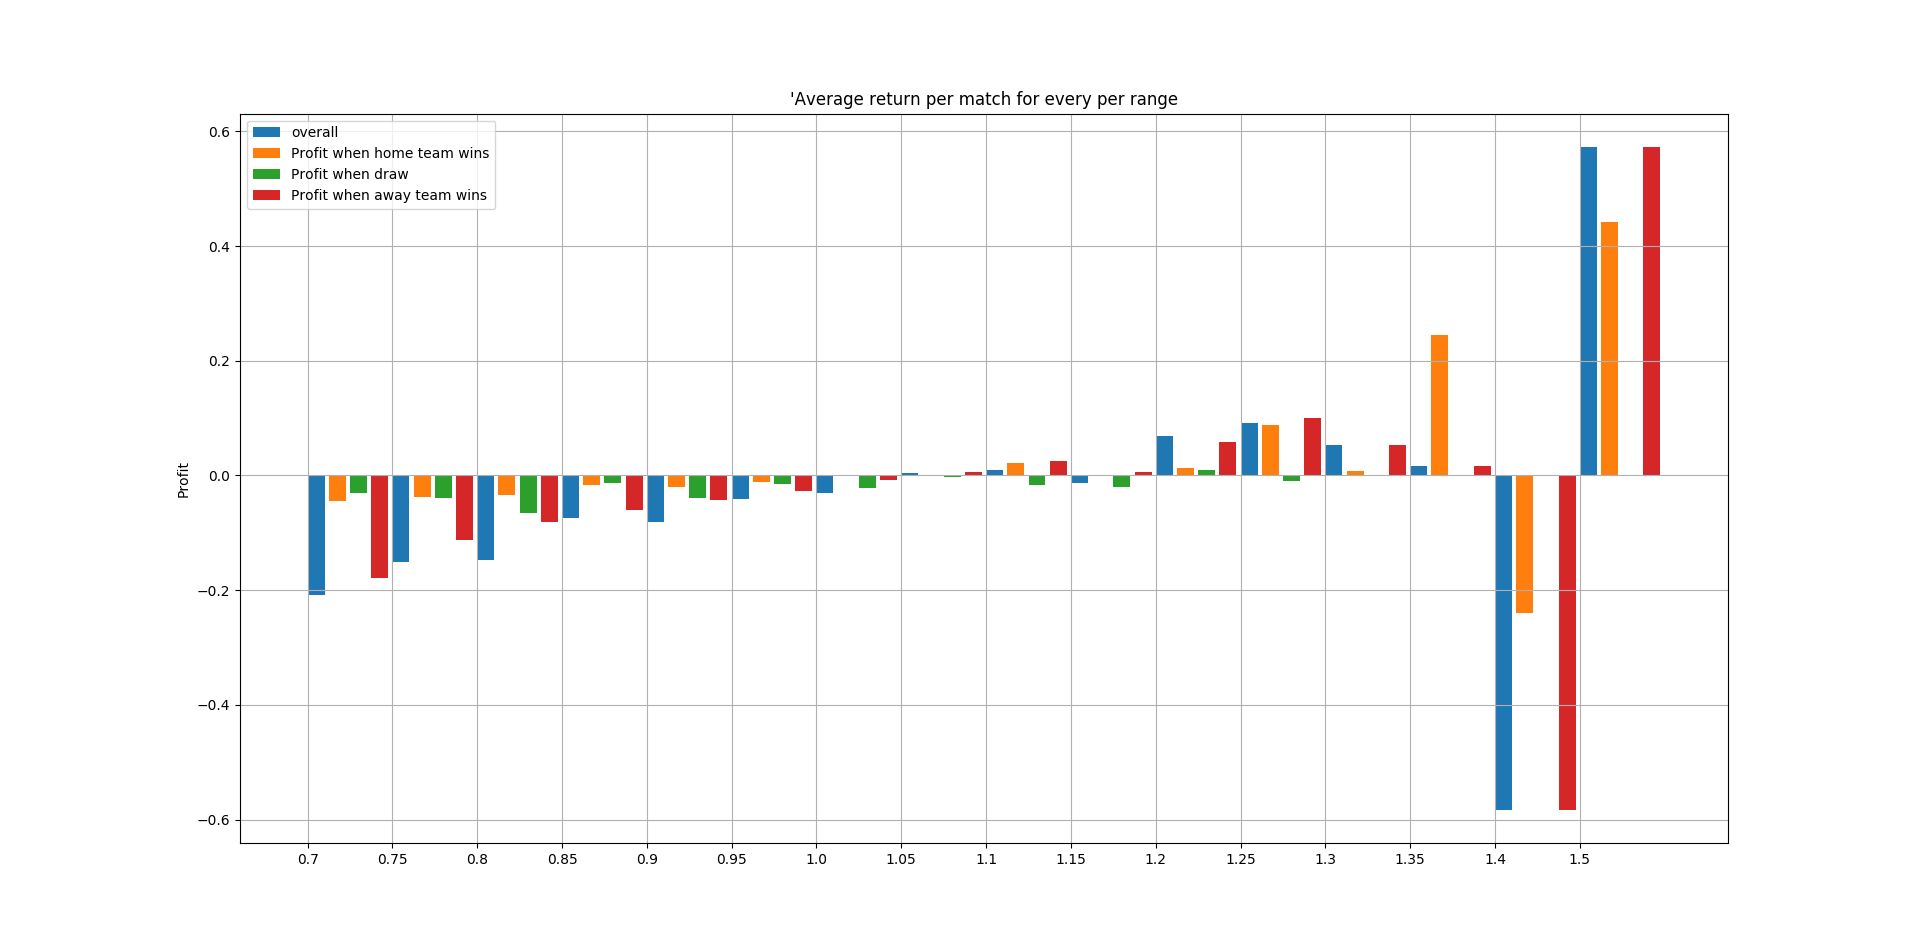 'Average return per match for every per range
overall
Profit when home team wins
Profit when draw
Profit when away team wins
Profit
0.6
0.4
0.2
0.0
−0.2
−0.4
−0.6
0.7 0.75 0.8 0.85 0.9 0.95 1.0 1.05 1.1 1.15 1.2 1.25 1.3 1.35 1.4 1.5